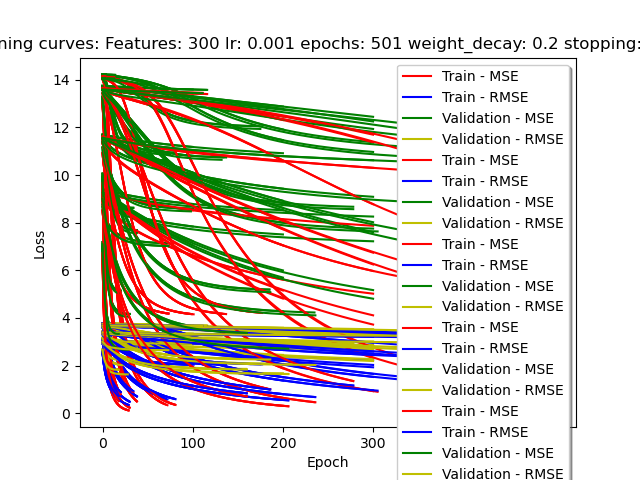 curves: Features: 300 lr: 0.001 epochs: 501 weight_decay: 0.2 stopping:
14
12
10
8
6
4
2
0
Loss
0
100
200
300
Epoch
Train - MSE
Train - RMSE
Validation - MSE
Validation - RMSE
Train - MSE
Train - RMSE
Validation - MSE
Validation - RMSE
Train - MSE
Train - RMSE
Validation - MSE
Validation - RMSE
Train - MSE
Train - RMSE
Validation - MSE
Validation - RMSE
Train - MSE
Train - RMSE
Validation - MSE
Validation - RMSE